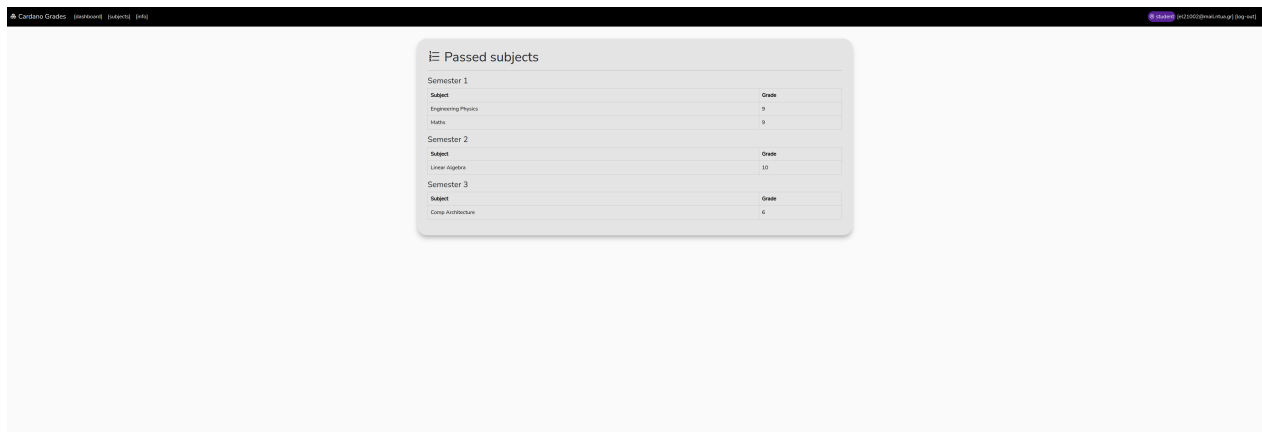 Cardano Grades [dashboard] [subjects] [info] student [el21002@mail.ntua.gr] [log-out]
Passed subjects
Semester 1
Subject Grade
Engineering Physics 9
Maths 9
Semester 2
Subject Grade
Linear Algebra 10
Semester 3
Subject Grade
Comp Architecture 6